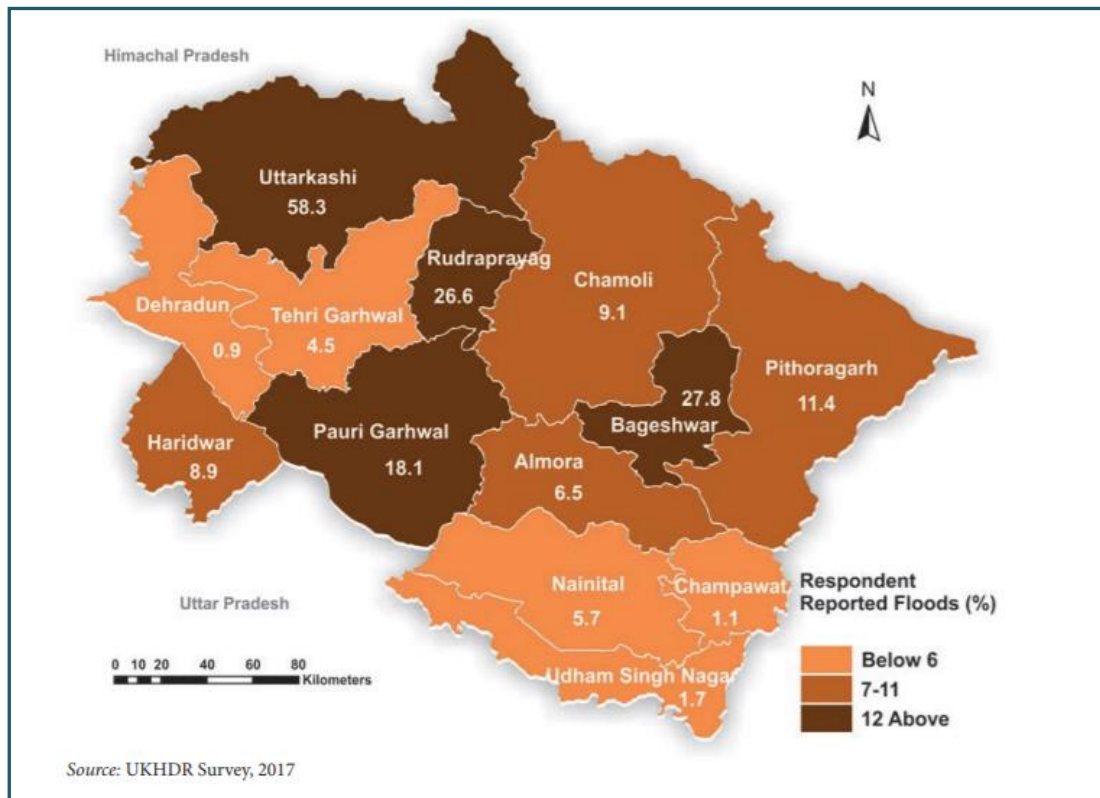 Himachal Pradesh
N
Uttarkashi
58.3
Rudraprayag
26.6
Chamoli
9.1
Dehradun
0.9
Tehri Garhwal
4.5
Pithoragarh
11.4
27.8
Bageshwar
Haridwar
8.9
Pauri Garhwal
18.1
Almora
6.5
Nainital
5.7
Champawat
1.1
Udham Singh Naga
1.7
Uttar Pradesh
0 10 20 40 60 80
Kilometers
Respondent
Reported Floods (%)
Below 6
7-11
12 Above
Source: UKHDR Survey, 2017